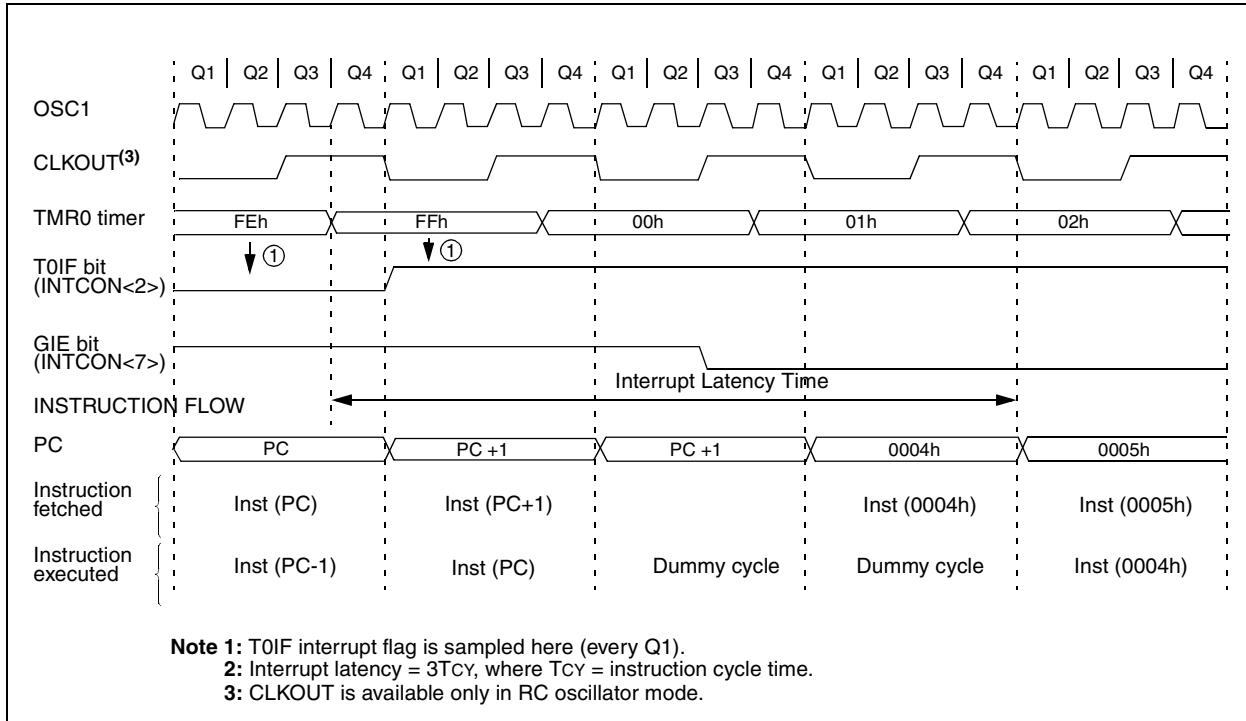 Q1 Q2 Q3 Q4 Q1 Q2 Q3 Q4 Q1 Q2 Q3 Q4 Q1 Q2 Q3 Q4 Q1 Q2 Q3 Q4
OSC1
CLKOUT(3)
TMR0 timer FEh FFh 00h 01h 02h
① ①
T0IF bit
(INTCON<2>)
GIE bit
(INTCON<7>)
Interrupt Latency Time
INSTRUCTION FLOW
PC PC PC +1 PC +1 0004h 0005h
Instruction
fetched Inst (PC) Inst (PC+1) Inst (0004h) Inst (0005h)
Instruction
executed Inst (PC-1) Inst (PC) Dummy cycle Dummy cycle Inst (0004h)
Note 1: T0IF interrupt flag is sampled here (every Q1).
2: Interrupt latency = 3TCY, where TCY = instruction cycle time.
3: CLKOUT is available only in RC oscillator mode.